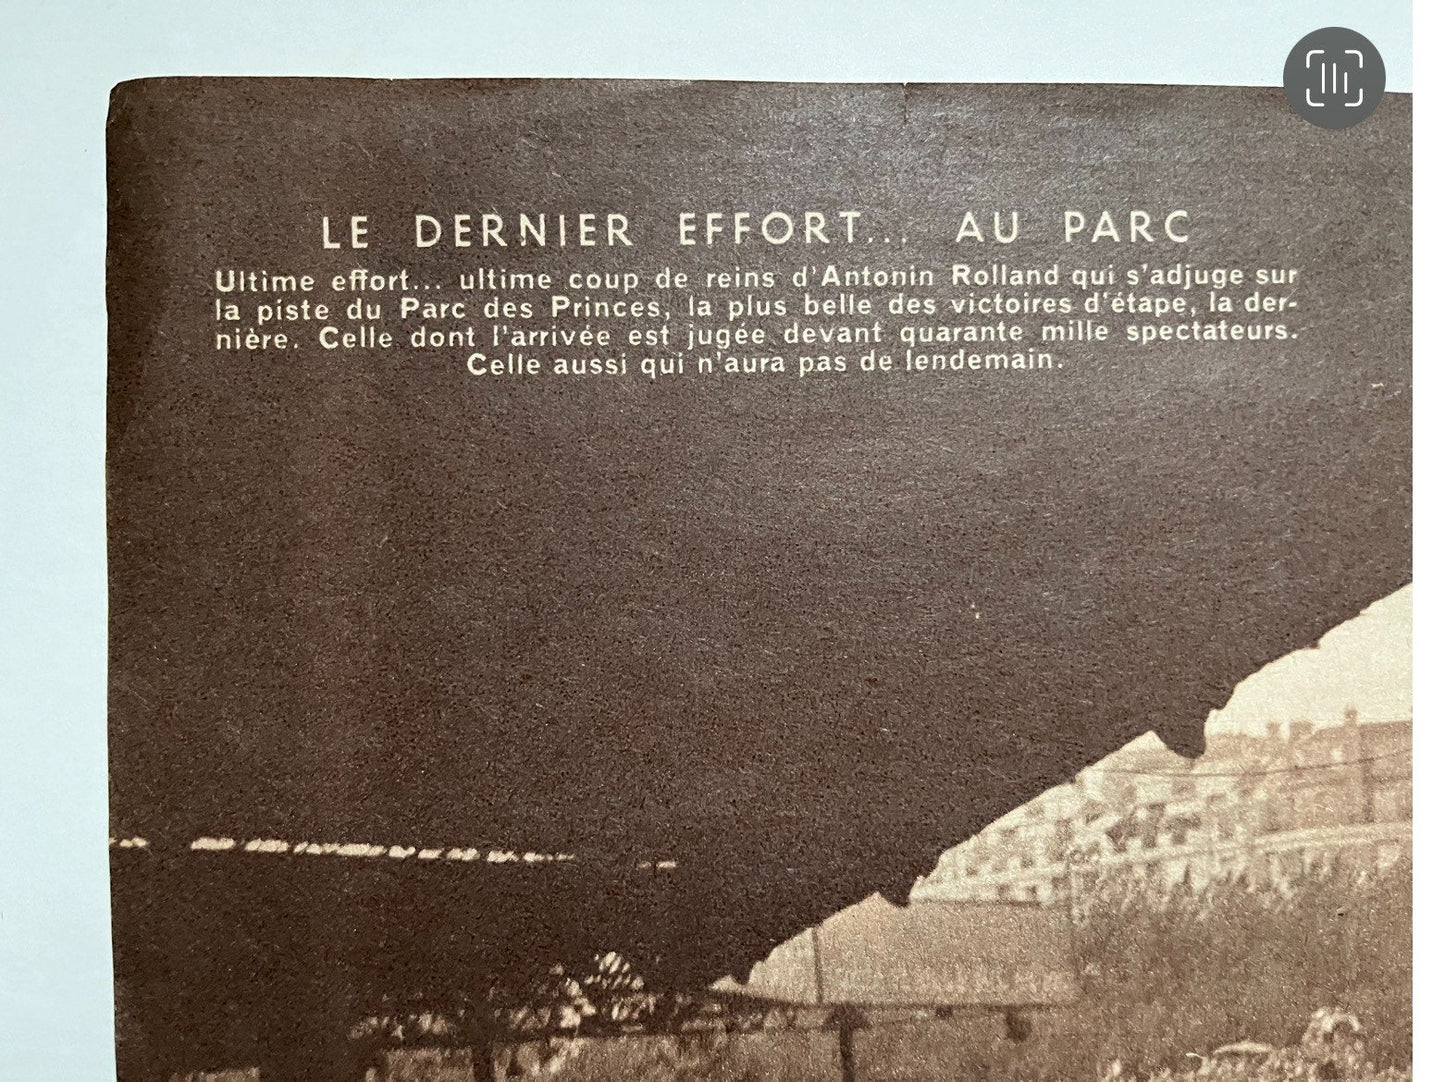 LE DERNIER EFFORT... AU PARC
Ultime effort... ultime coup de reins d'Antonin Rolland qui s'adjuge sur
la piste du Parc des Princes, la plus belle des victoires d'étape, la der-
nière. Celle dont l'arrivée est jugée devant quarante mille spectateurs.
Celle aussi qui n'aura pas de lendemain.